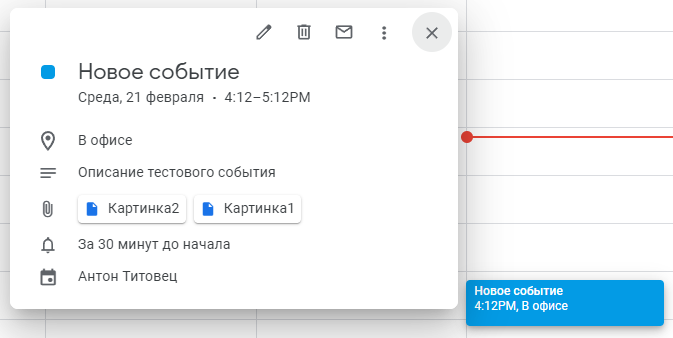 Новое событие
Среда, 21 февраля • 4:12–5:12PM
В офисе
Описание тестового события
Картинка2 Картинка1
За 30 минут до начала
Антон Титовец
Новое событие
4:12PM, В офисе